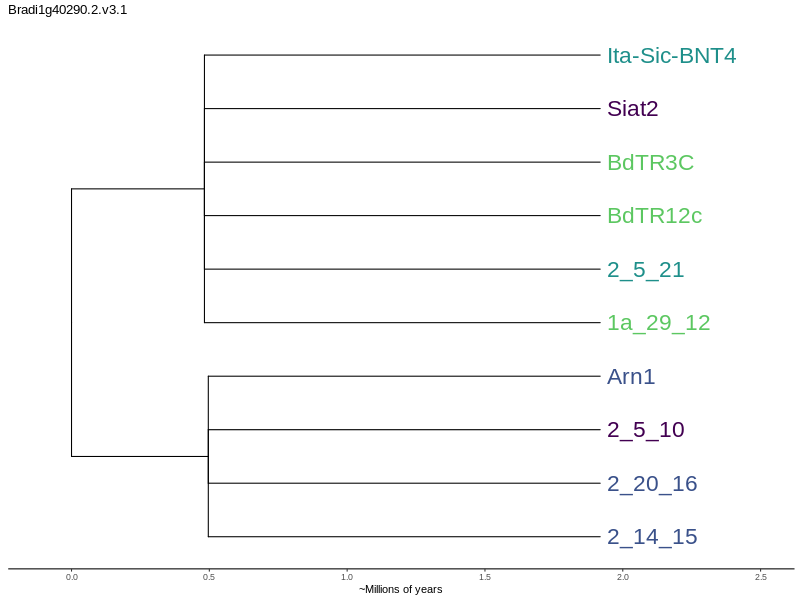 Bradi1g40290.2.v3.1
Ita-Sic-BNT4
Siat2
BdTR3C
BdTR12c
2_5_21
1a_29_12
Arn1
2_5_10
2_20_16
2_14_15
0.0 0.5 1.0 1.5 2.0 2.5
~Millions of years